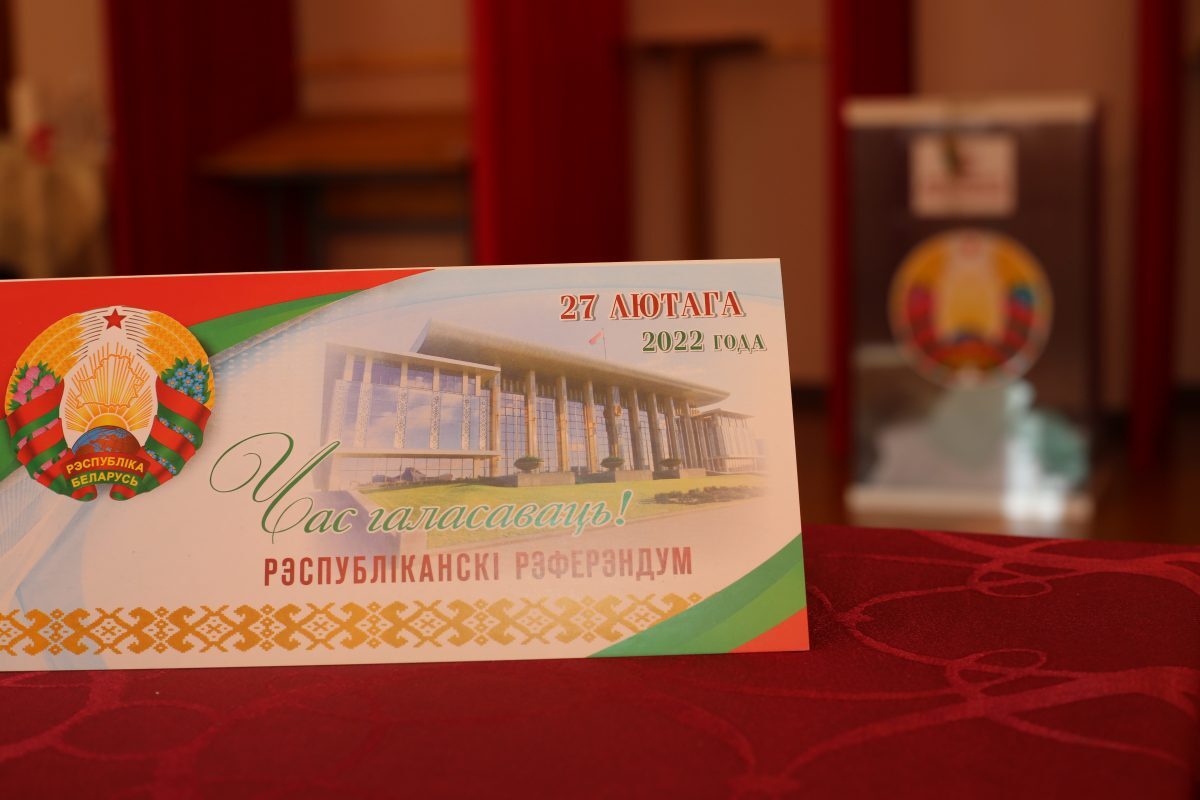 27 ЛЮТАГА
2022 ГОДА
РЭСПУБЛІКА
БЕЛАРУСЬ
Час галасаваць!
РЭСПУБЛІКАНСКІ РЭФЕРЭНДУМ